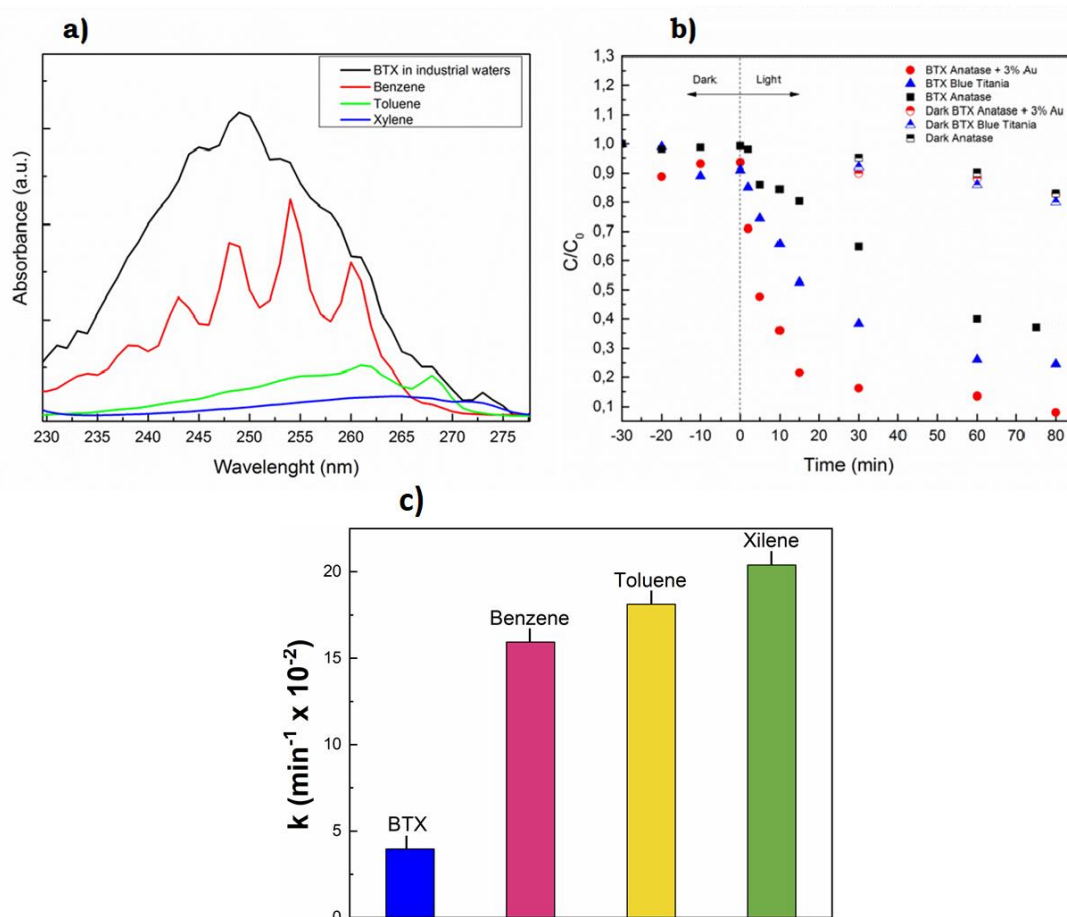 a)
BTX in industrial waters
Benzene
Toluene
Xylene
Absorbance (a.u.)
230 235 240 245 250 255 260 265 270 275
Wavelenght (nm)
b)
1,3
1,2
1,1
1,0
0,9
0,8
0,7
0,6
0,5
0,4
0,3
0,2
0,1
C/C0
Dark
Light
BTX Anatase + 3% Au
BTX Blue Titania
BTX Anatase
Dark BTX Anatase + 3% Au
Dark BTX Blue Titania
Dark Anatase
-30 -20 -10 0 10 20 30 40 50 60 70 80
Time (min)
c)
k (min-1 x 10-2)
20
15
10
5
0
BTX
Benzene
Toluene
Xilene